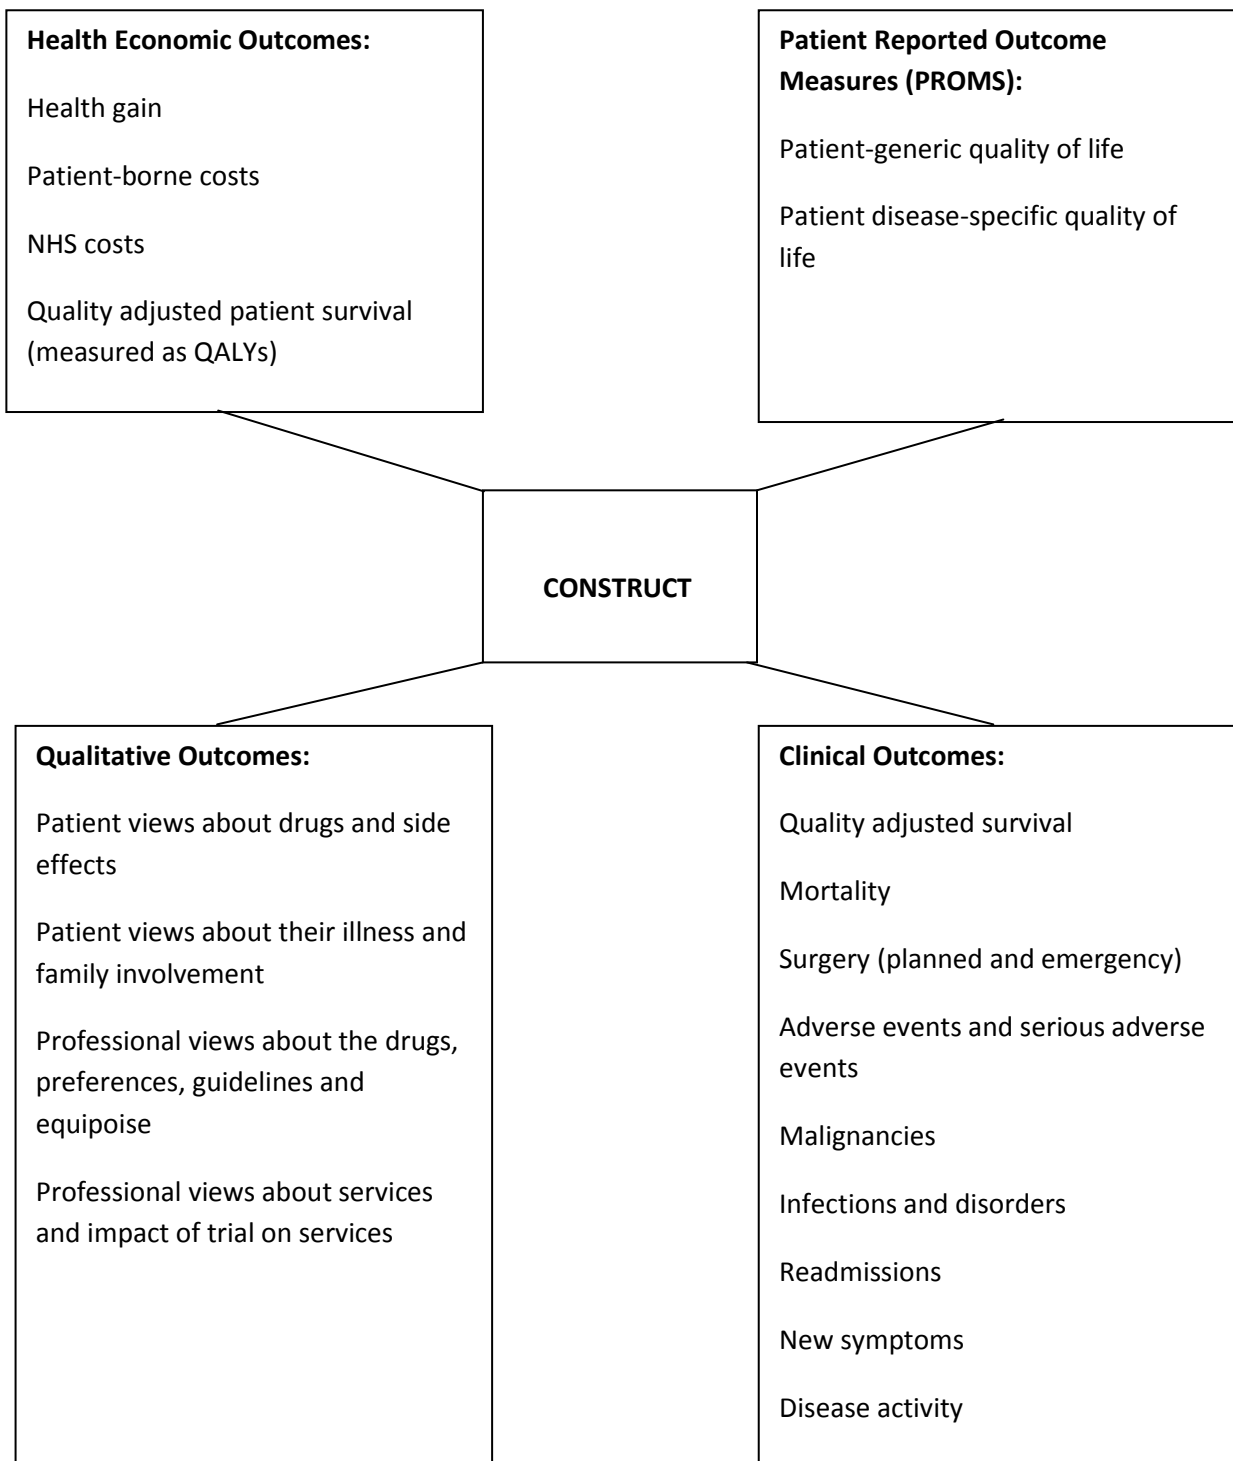 Health Economic Outcomes:
Health gain
Patient-borne costs
NHS costs
Quality adjusted patient survival
(measured as QALYs)
Patient Reported Outcome
Measures (PROMS):
Patient-generic quality of life
Patient disease-specific quality of
life
CONSTRUCT
Qualitative Outcomes:
Patient views about drugs and side
effects
Patient views about their illness and
family involvement
Professional views about the drugs,
preferences, guidelines and
equipoise
Professional views about services
and impact of trial on services
Clinical Outcomes:
Quality adjusted survival
Mortality
Surgery (planned and emergency)
Adverse events and serious adverse
events
Malignancies
Infections and disorders
Readmissions
New symptoms
Disease activity